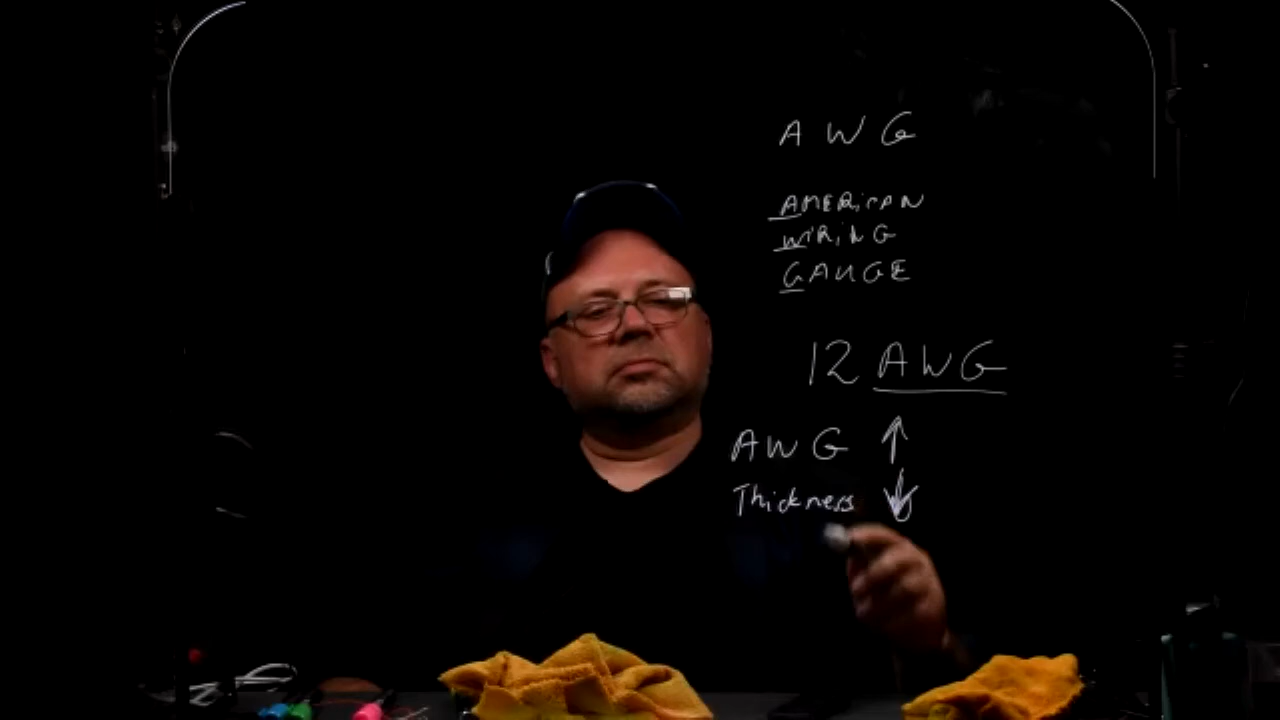 AWG
AMERICAN
WIRING
GAUGE
12 AWG
AWG ↑
Thickness ↓